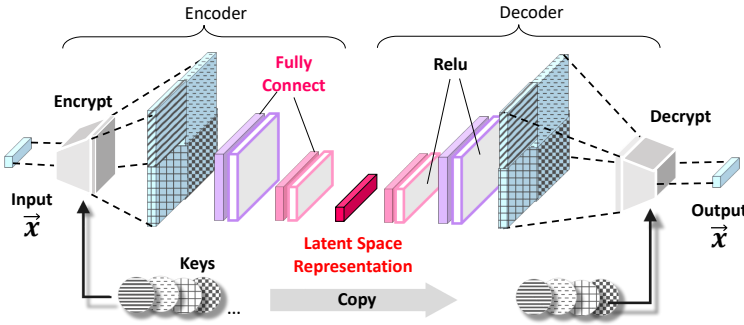 Encoder
Decoder
Fully
Connect
Relu
Encrypt
Decrypt
Input
x
Output
x
Latent Space
Representation
Keys
...
Copy